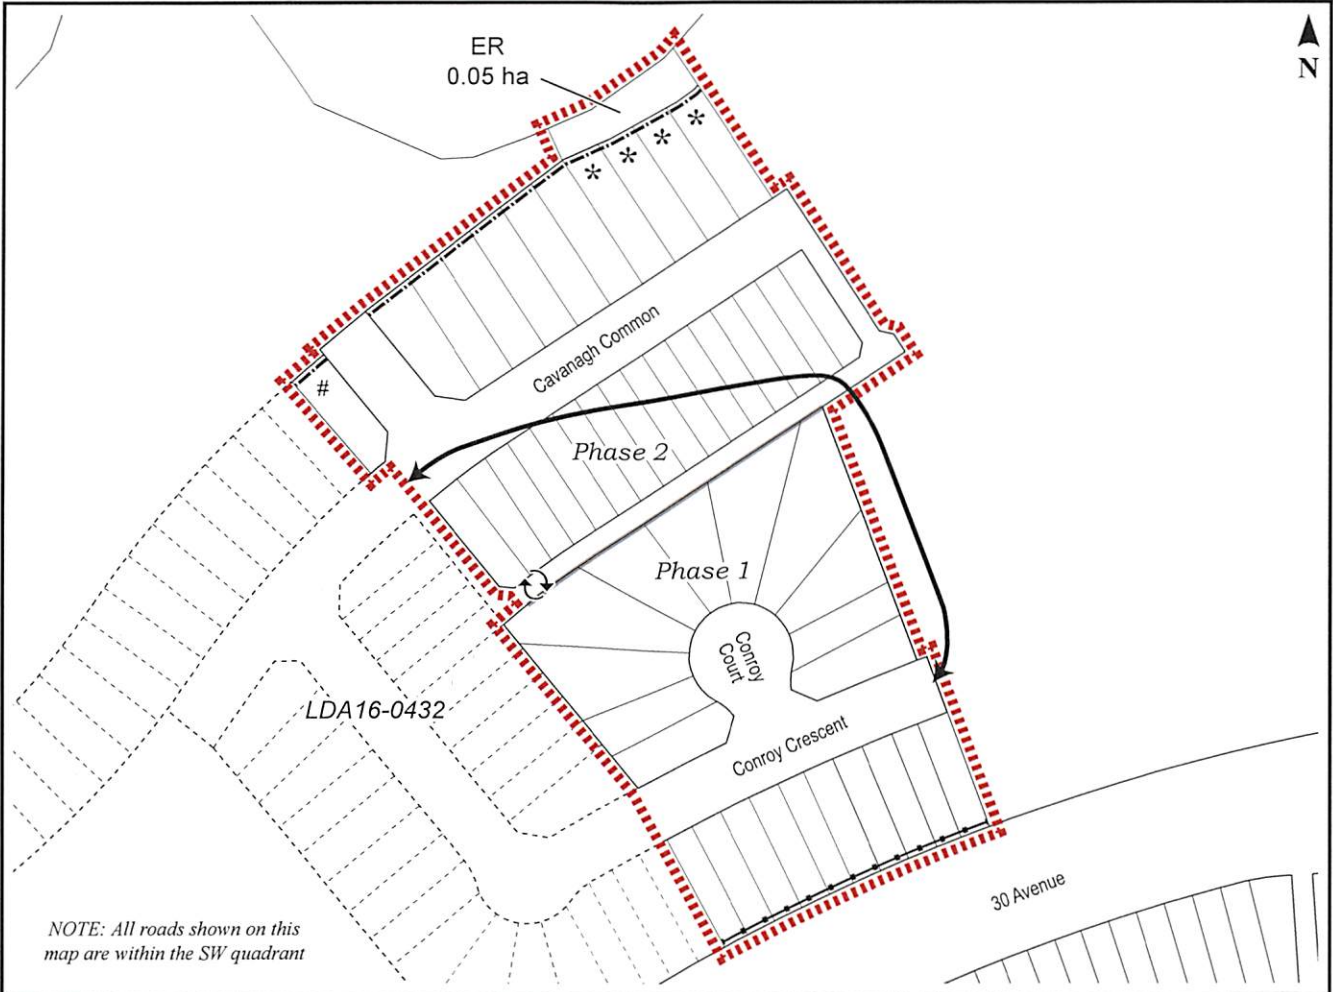 ER
0.05 ha
N
* * * *
Cavanagh Common
#
Phase 2
Phase 1
Conroy
Court
LDA16-0432
Conroy Crescent
30 Avenue
NOTE: All roads shown on this
map are within the SW quadrant